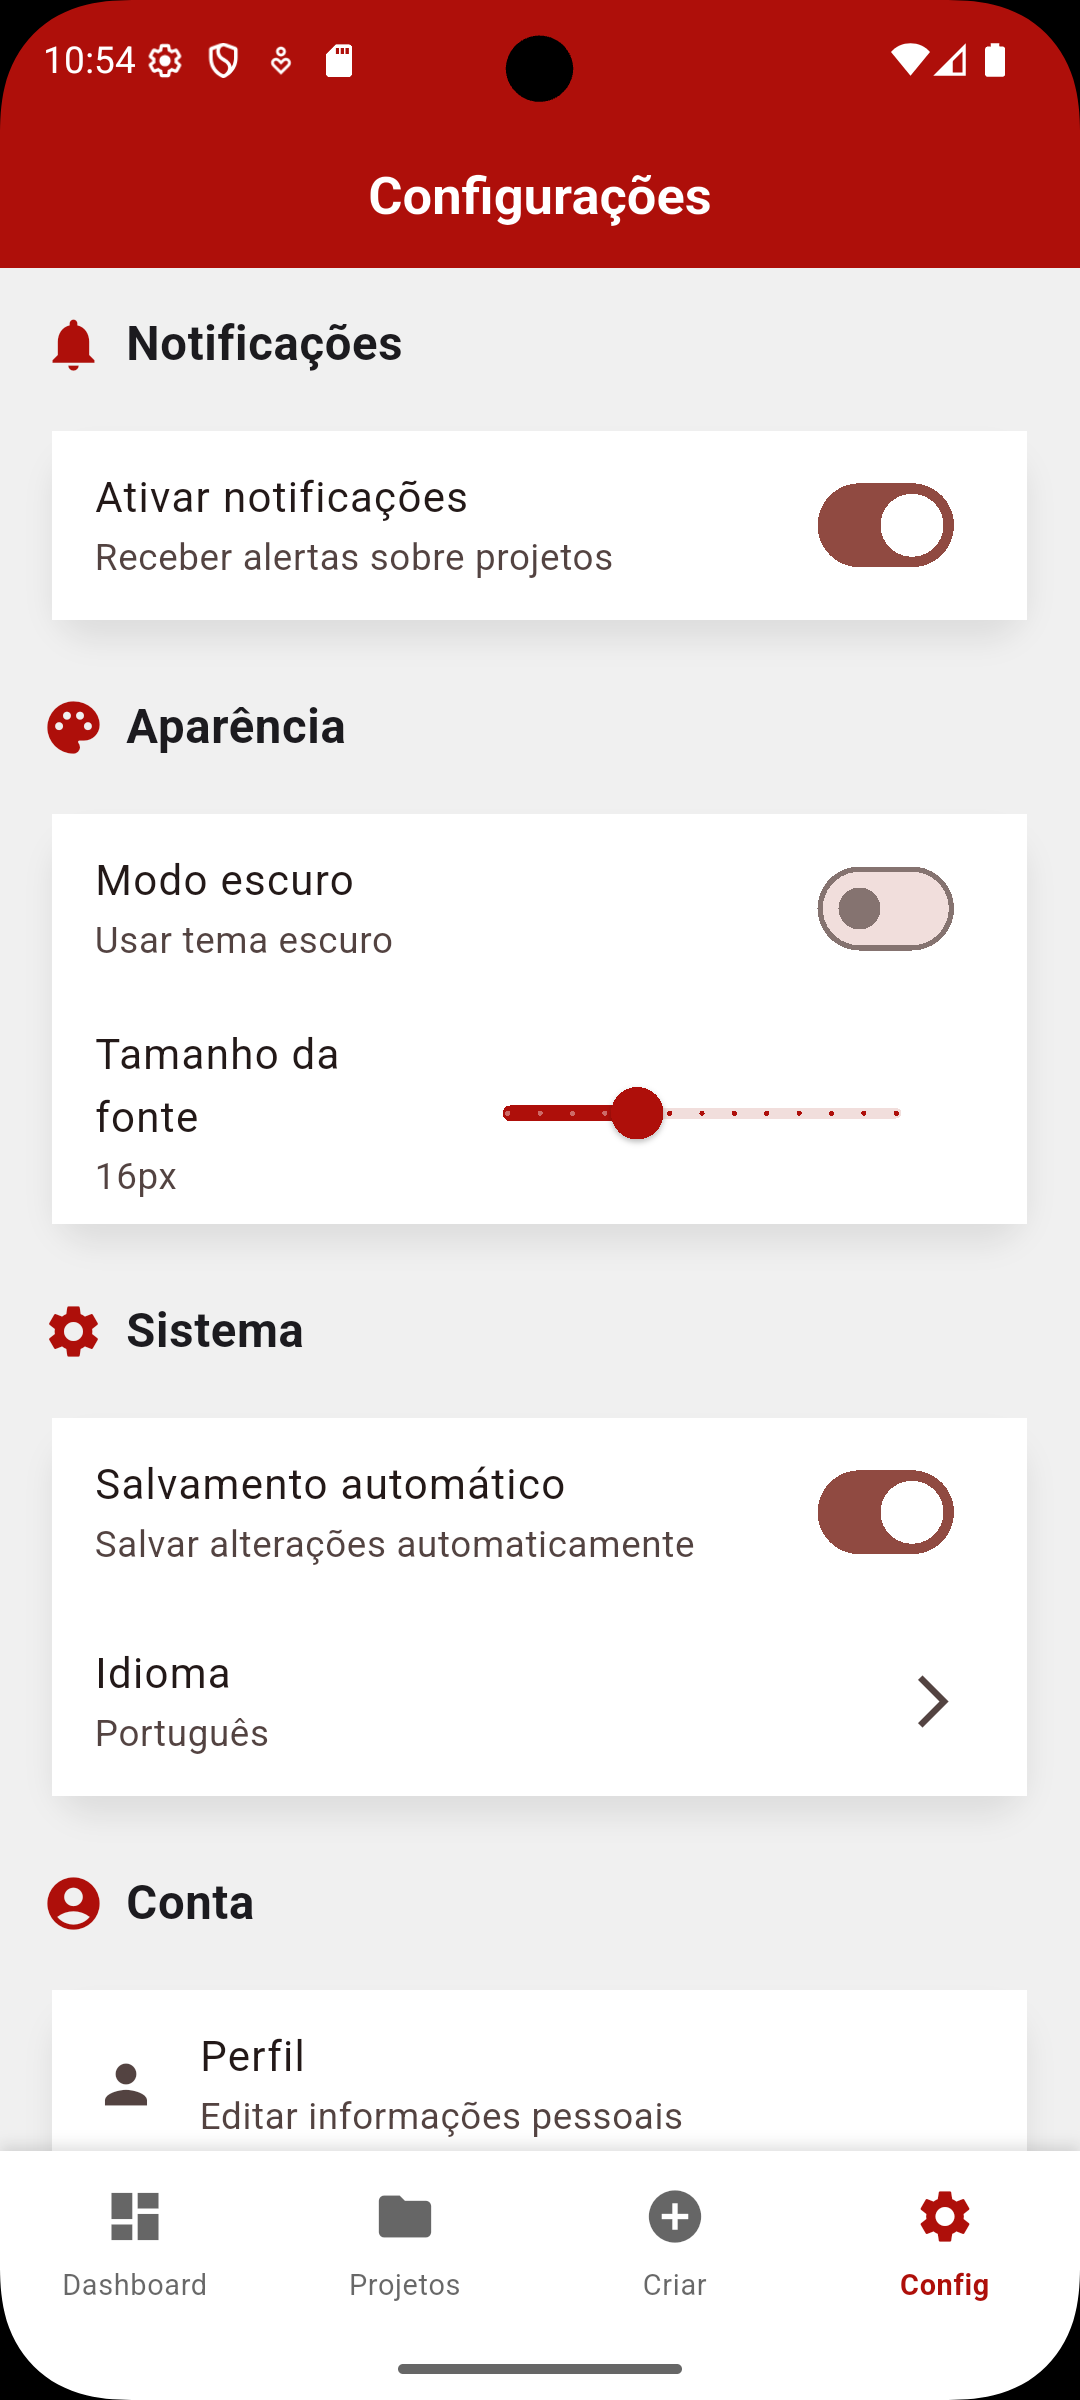 10:54
Configurações
Notificações
Ativar notificações
Receber alertas sobre projetos
Aparência
Modo escuro
Usar tema escuro
Tamanho da
fonte
16px
Sistema
Salvamento automático
Salvar alterações automaticamente
Idioma
Português
Conta
Perfil
Editar informações pessoais
Dashboard
Projetos
Criar
Config